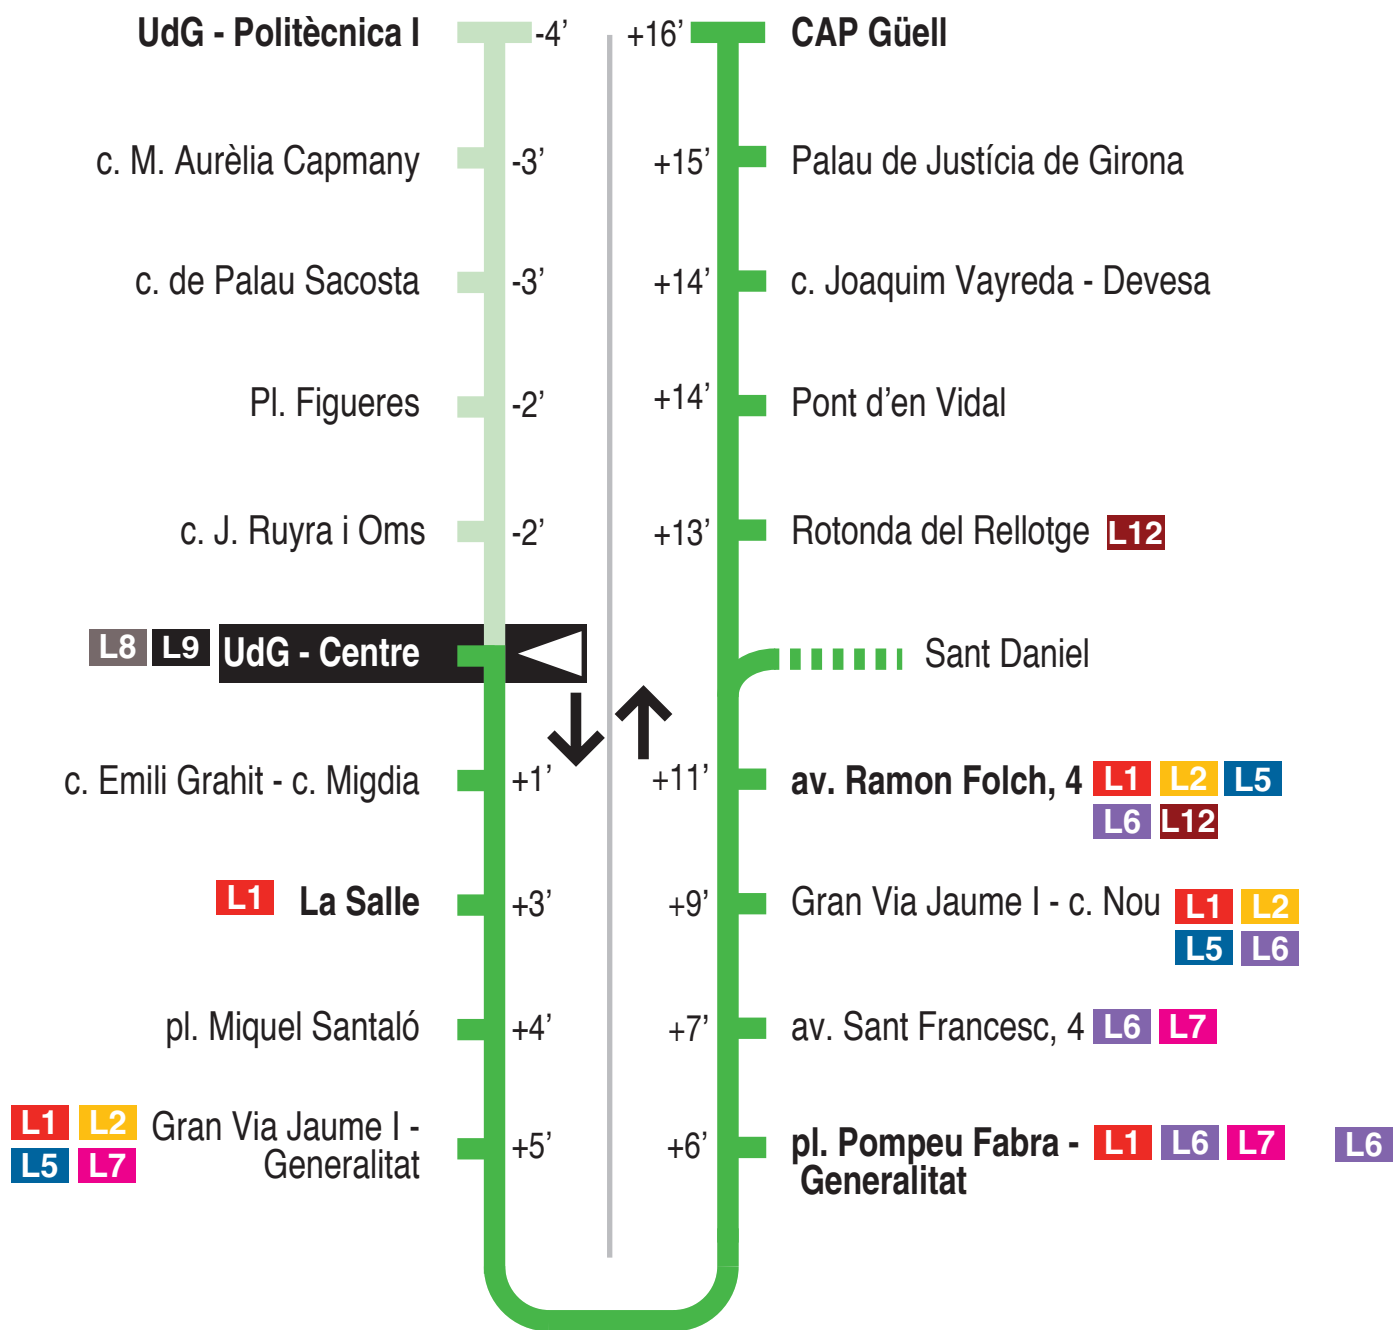 UdG - Politècnica I -4’
c. M. Aurèlia Capmany -3’
c. de Palau Sacosta -3’
Pl. Figueres -2’
c. J. Ruyra i Oms -2’
L8 L9 UdG - Centre
c. Emili Grahit - c. Migdia +1’
L1 La Salle +3’
pl. Miquel Santaló +4’
L1 L2 Gran Via Jaume I -
L5 L7 Generalitat +5’
+16’ CAP Güell
+15’ Palau de Justícia de Girona
+14’ c. Joaquim Vayreda - Devesa
+14’ Pont d’en Vidal
+13’ Rotonda del Rellotge L12
Sant Daniel
+11’ av. Ramon Folch, 4 L1 L2 L5
L6 L12
+9’ Gran Via Jaume I - c. Nou L1 L2
L5 L6
+7’ av. Sant Francesc, 4 L6 L7
+6’ pl. Pompeu Fabra - L1 L6 L7 L6
Generalitat